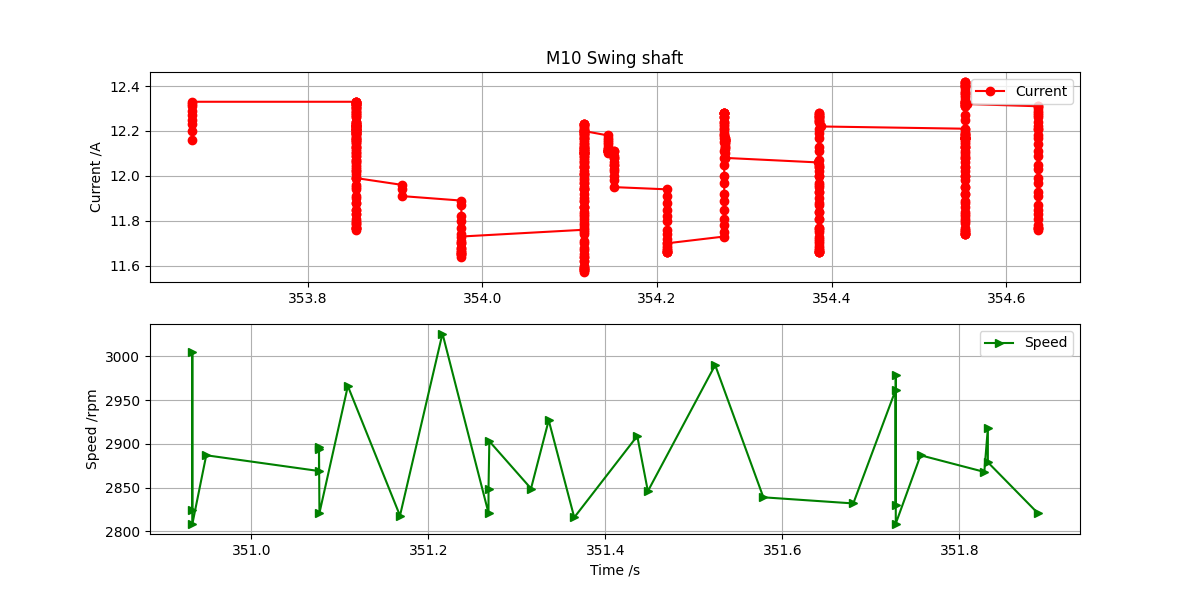 M10 Swing shaft
Current /A
12.4
12.2
12.0
11.8
11.6
Current
353.8 354.0 354.2 354.4 354.6
Speed /rpm
3000
2950
2900
2850
2800
Speed
351.0 351.2 351.4 351.6 351.8
Time /s